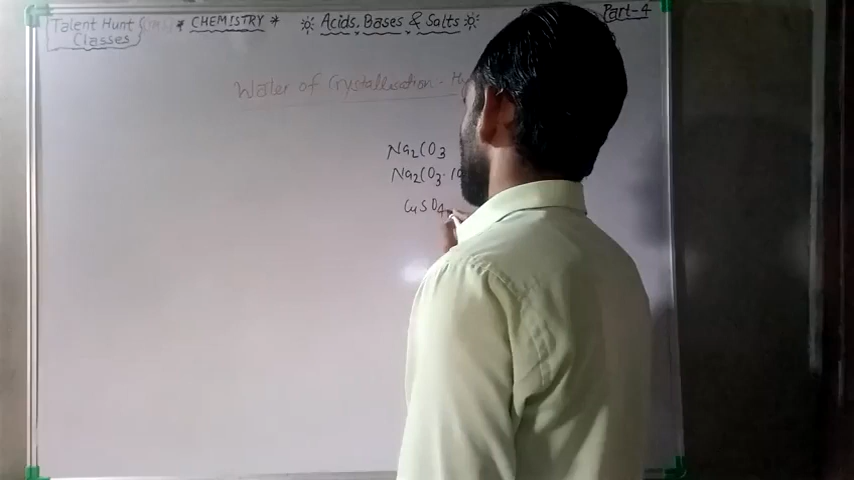 Talent Hunt * CHEMISTRY * Acids, Bases & Salts Part-4
Classes
Water of Crystallisation -
Na2CO3
Na2CO3.10
CuSO4